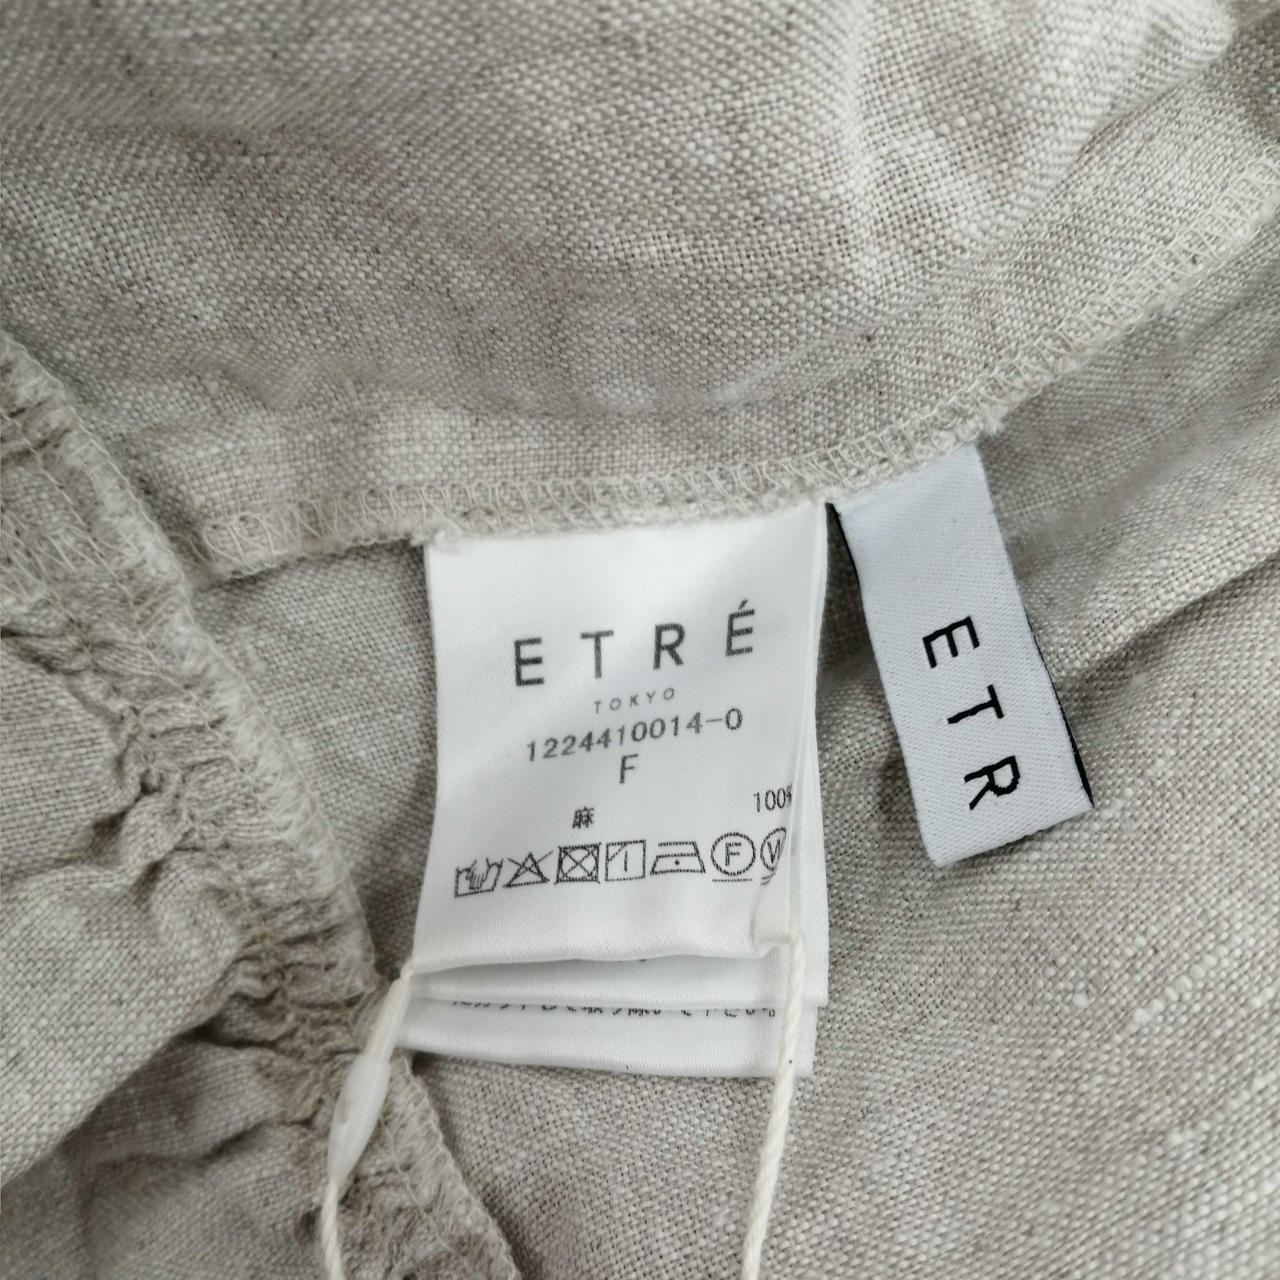 ETRÉ
TOKYO
1224410014-0
F
麻 100%
F W
ETR